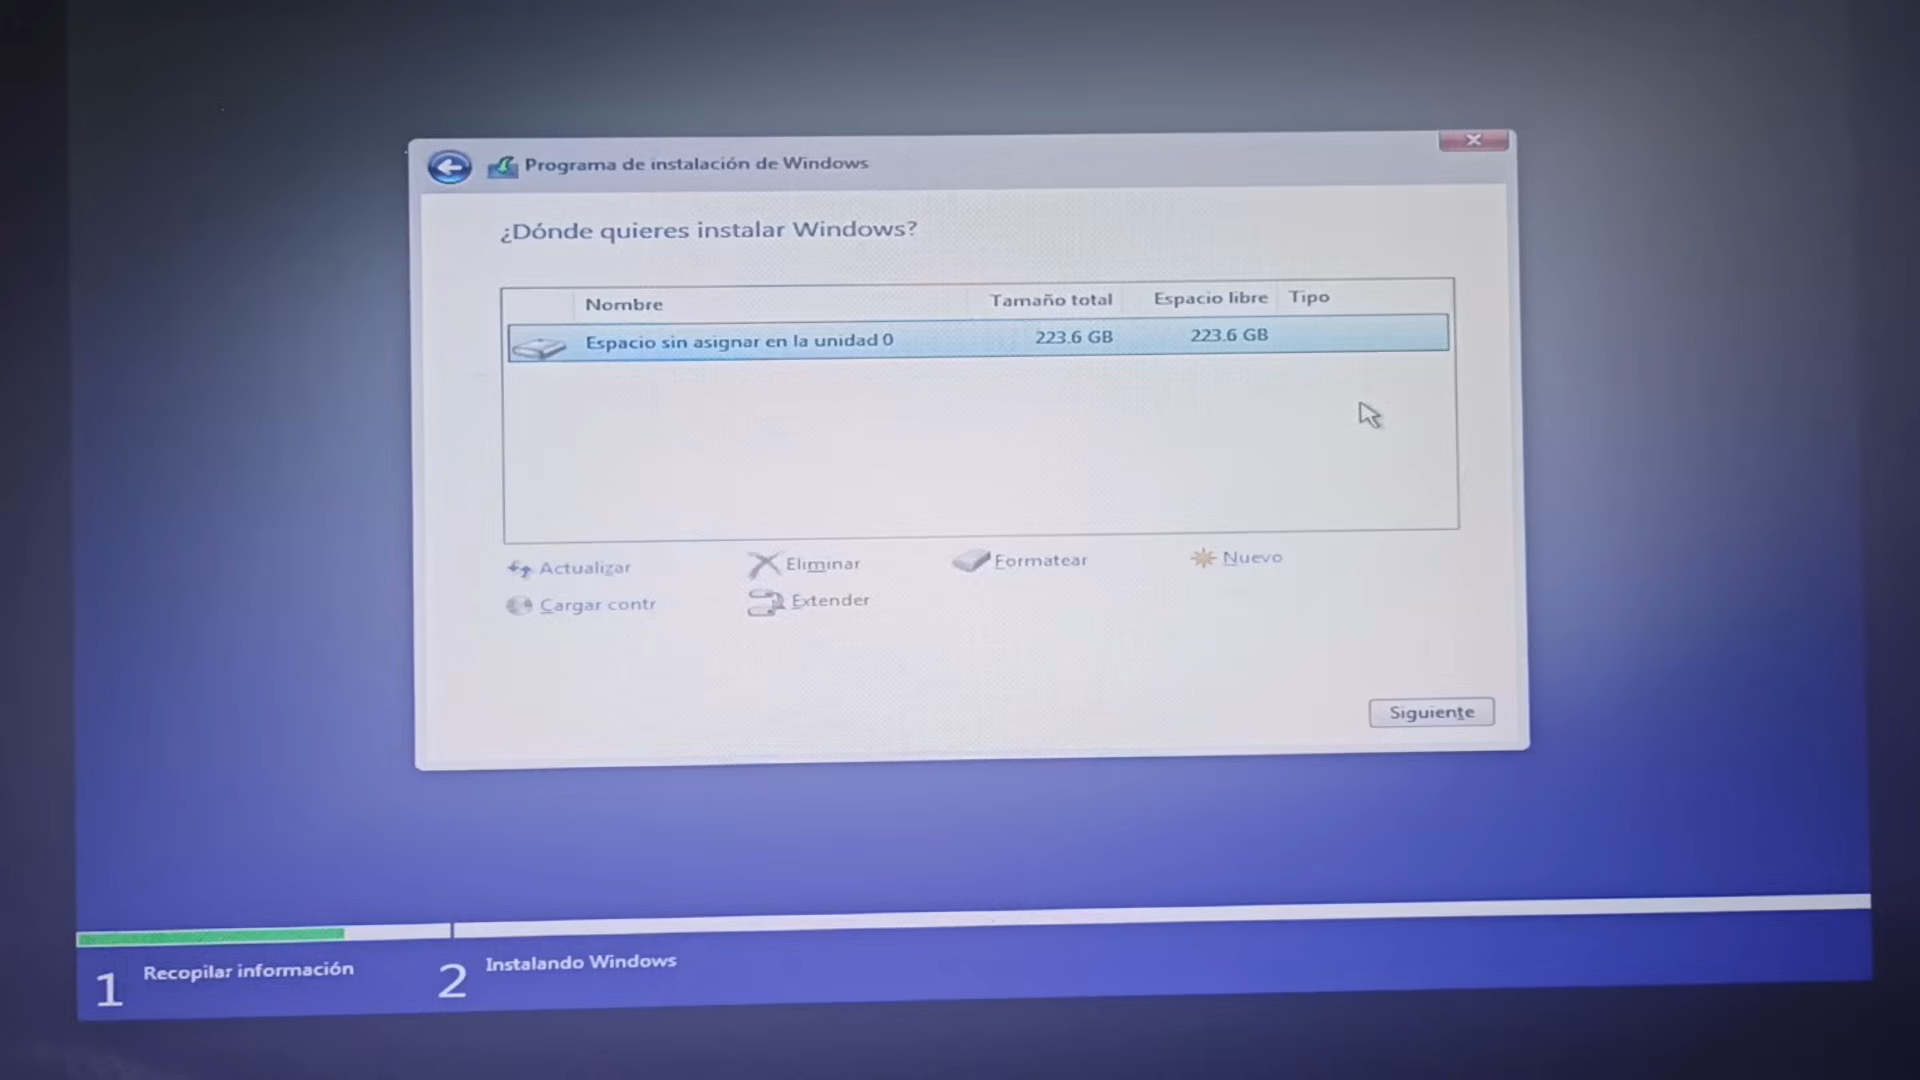 Programa de instalación de Windows
¿Dónde quieres instalar Windows?
Nombre Tamaño total Espacio libre Tipo
Espacio sin asignar en la unidad 0 223.6 GB 223.6 GB
Actualizar Eliminar Formatear Nuevo
Cargar contr Extender
Siguiente
1 Recopilar información 2 Instalando Windows